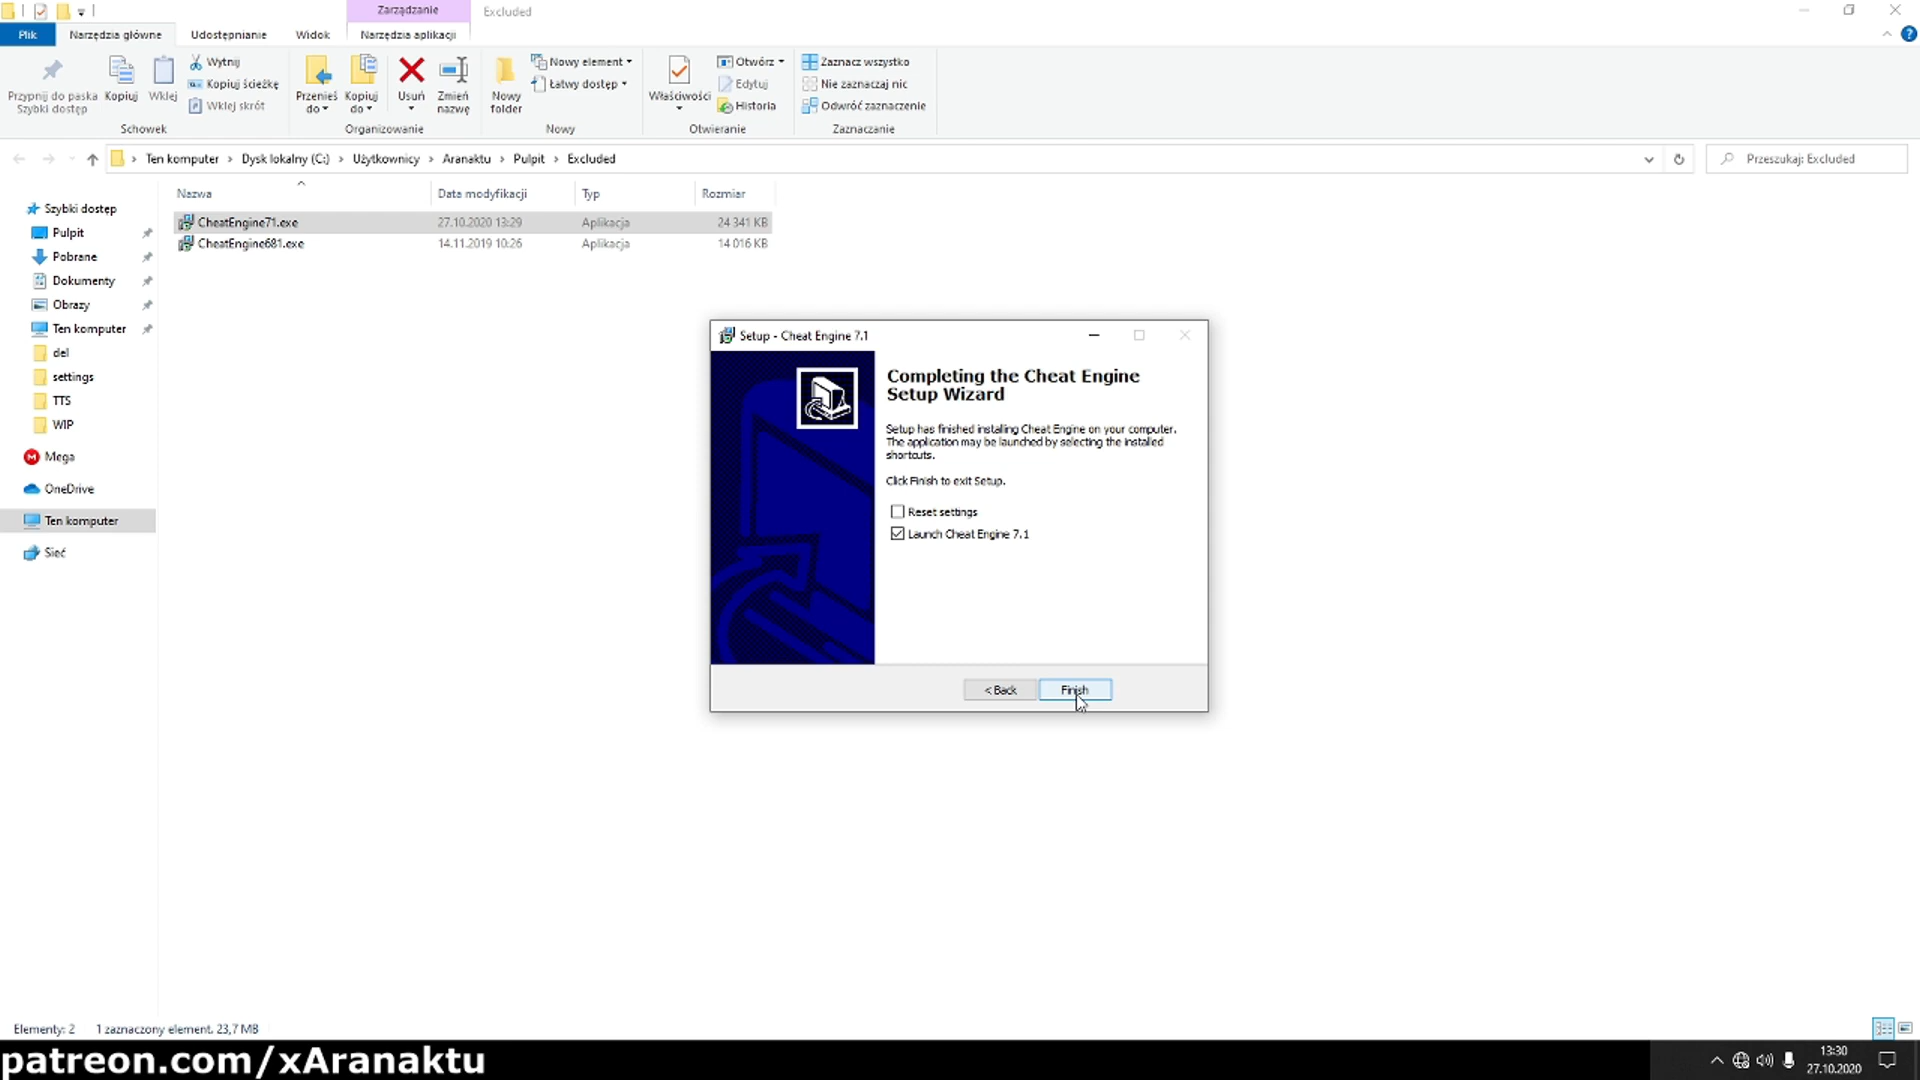 Zarządzanie
Excluded
Plik
Narzędzia główne
Udostępnianie
Widok
Narzędzia aplikacji
Przypnij do paska
Szybki dostęp
Kopiuj
Wklej
Wytnij
Kopiuj ścieżkę
Wklej skrót
Schowek
Przenieś
do
Kopiuj
do
Usuń
Zmień
nazwę
Organizowanie
Nowy
folder
Nowy element
Łatwy dostęp
Nowy
Właściwości
Otwórz
Edytuj
Historia
Otwieranie
Zaznacz wszystko
Nie zaznaczaj nic
Odwróć zaznaczenie
Zaznaczanie
Ten komputer > Dysk lokalny (C:) > Użytkownicy > Aranaktu > Pulpit > Excluded
Przeszukaj: Excluded
Szybki dostęp
Pulpit
Pobrane
Dokumenty
Obrazy
Ten komputer
del
settings
TTS
WIP
Mega
OneDrive
Ten komputer
Sieć
Nazwa Data modyfikacji Typ Rozmiar
CheatEngine71.exe 27.10.2020 13:29 Aplikacja 24 341 KB
CheatEngine681.exe 14.11.2019 10:26 Aplikacja 14 016 KB
Setup - Cheat Engine 7.1
Completing the Cheat Engine
Setup Wizard
Setup has finished installing Cheat Engine on your computer.
The application may be launched by selecting the installed
shortcuts.
Click Finish to exit Setup.
Reset settings
Launch Cheat Engine 7.1
< Back
Finish
Elementy: 2 1 zaznaczony element. 23,7 MB
patreon.com/xAranaktu
13:30
27.10.2020